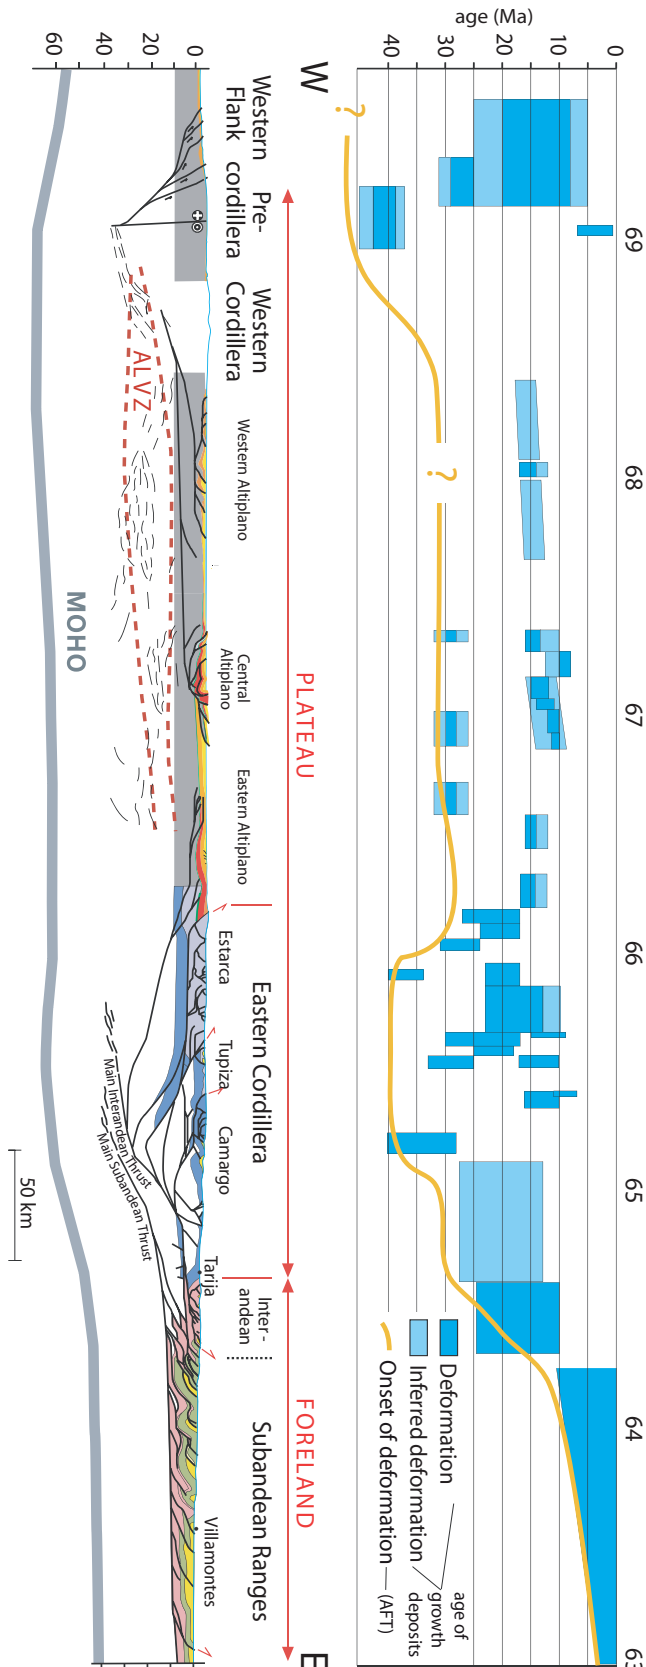 age (Ma)
0
10
20
30
40
69
68
67
66
65
64
63
?
?
Deformation
Inferred deformation
Onset of deformation
age of
growth
deposits
(AFT)
W
E
PLATEAU
FORELAND
Western
Flank
Pre-
cordillera
Western
Cordillera
Western Altiplano
Central
Altiplano
Eastern Altiplano
Eastern Cordillera
Estarca
Tupiza
Camargo
Tarija
Inter-
andean
Subandean Ranges
Villamontes
0
20
40
60
ALVZ
MOHO
Main Interandean Thrust
Main Subandean Thrust
50 km